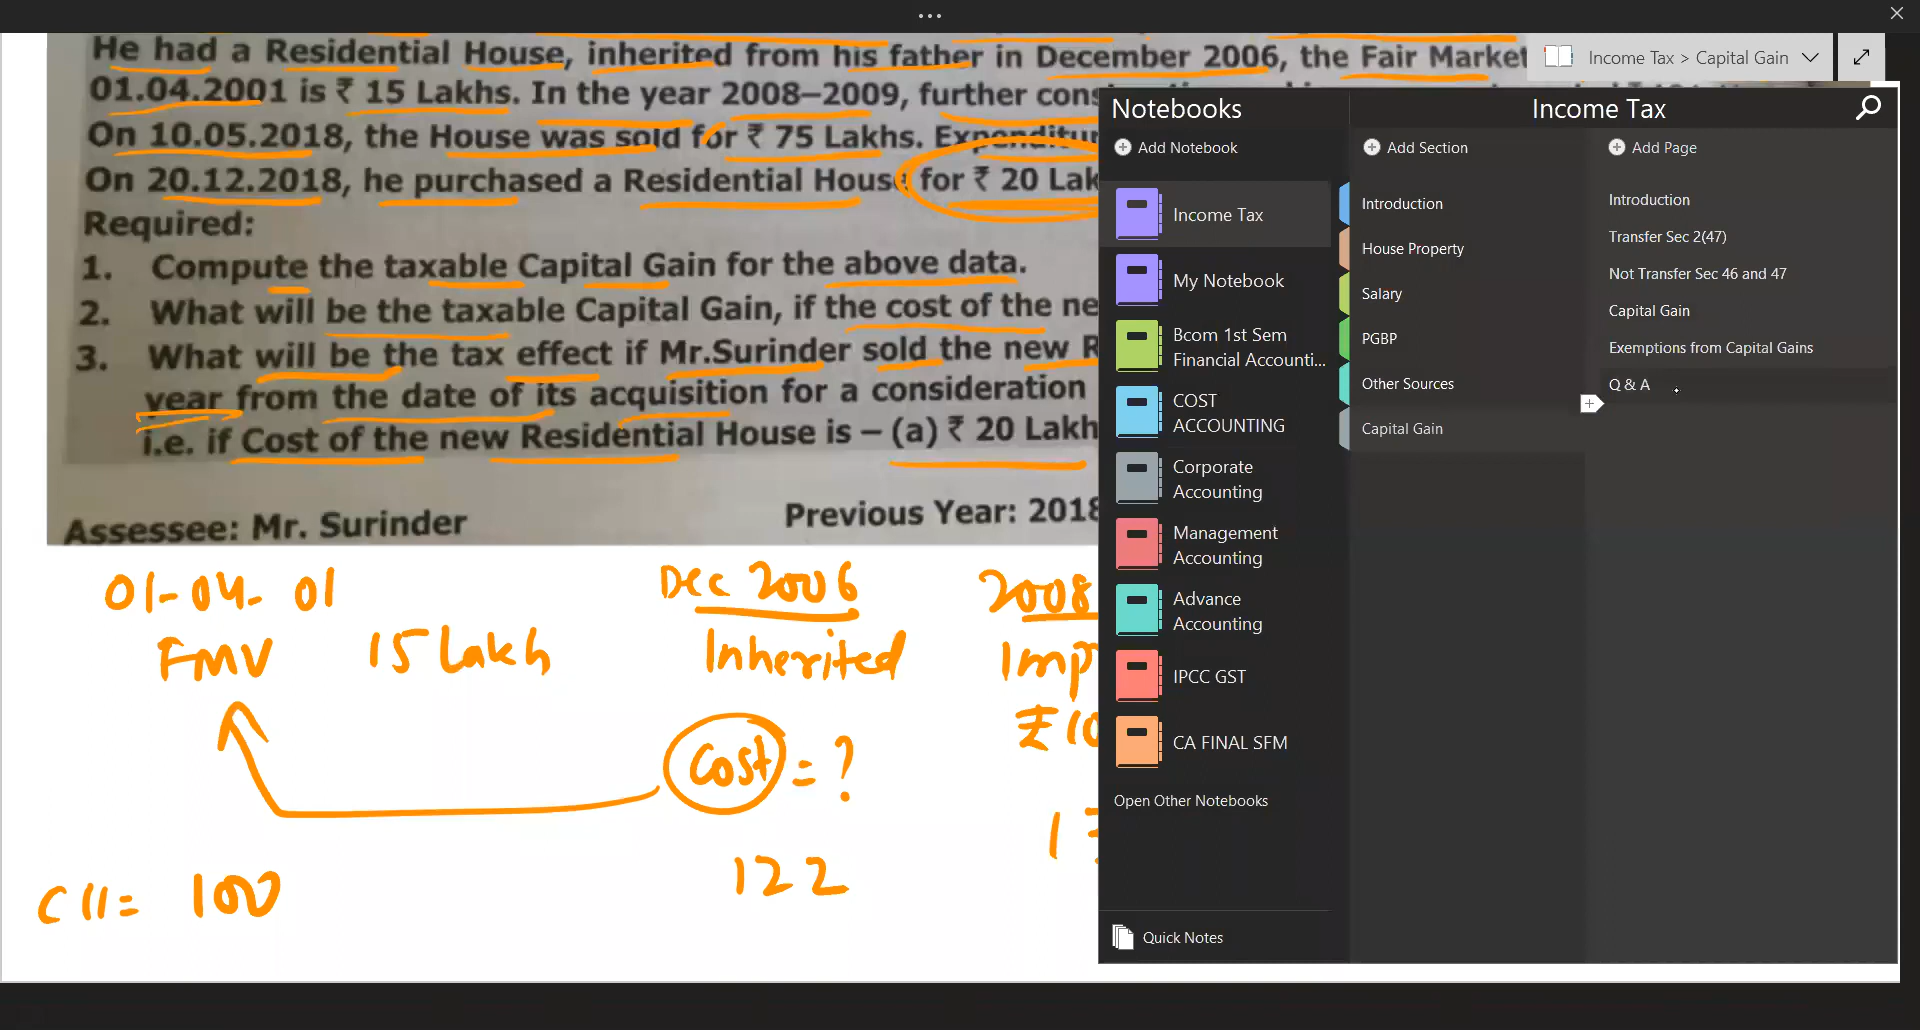 He had a Residential House, inherited from his father in December 2006, the Fair Market
01.04.2001 is ₹ 15 Lakhs. In the year 2008–2009, further cons
On 10.05.2018, the House was sold for ₹ 75 Lakhs. Expenditur
On 20.12.2018, he purchased a Residential House for ₹ 20 Lak
Required:
1. Compute the taxable Capital Gain for the above data.
2. What will be the taxable Capital Gain, if the cost of the ne
3. What will be the tax effect if Mr.Surinder sold the new R
year from the date of its acquisition for a consideration
i.e. if Cost of the new Residential House is – (a) ₹ 20 Lakh
Assessee: Mr. Surinder
Previous Year: 2018
01-04-01
FMV 15 Lakh
Dec 2006
Inherited
2008
Imp
₹10
Cost = ?
CII = 100
122
13
Income Tax > Capital Gain
Notebooks
Add Notebook
Income Tax
My Notebook
Bcom 1st Sem
Financial Accounti...
COST
ACCOUNTING
Corporate
Accounting
Management
Accounting
Advance
Accounting
IPCC GST
CA FINAL SFM
Open Other Notebooks
Quick Notes
Income Tax
Add Section
Introduction
House Property
Salary
PGBP
Other Sources
Capital Gain
Add Page
Introduction
Transfer Sec 2(47)
Not Transfer Sec 46 and 47
Capital Gain
Exemptions from Capital Gains
Q & A